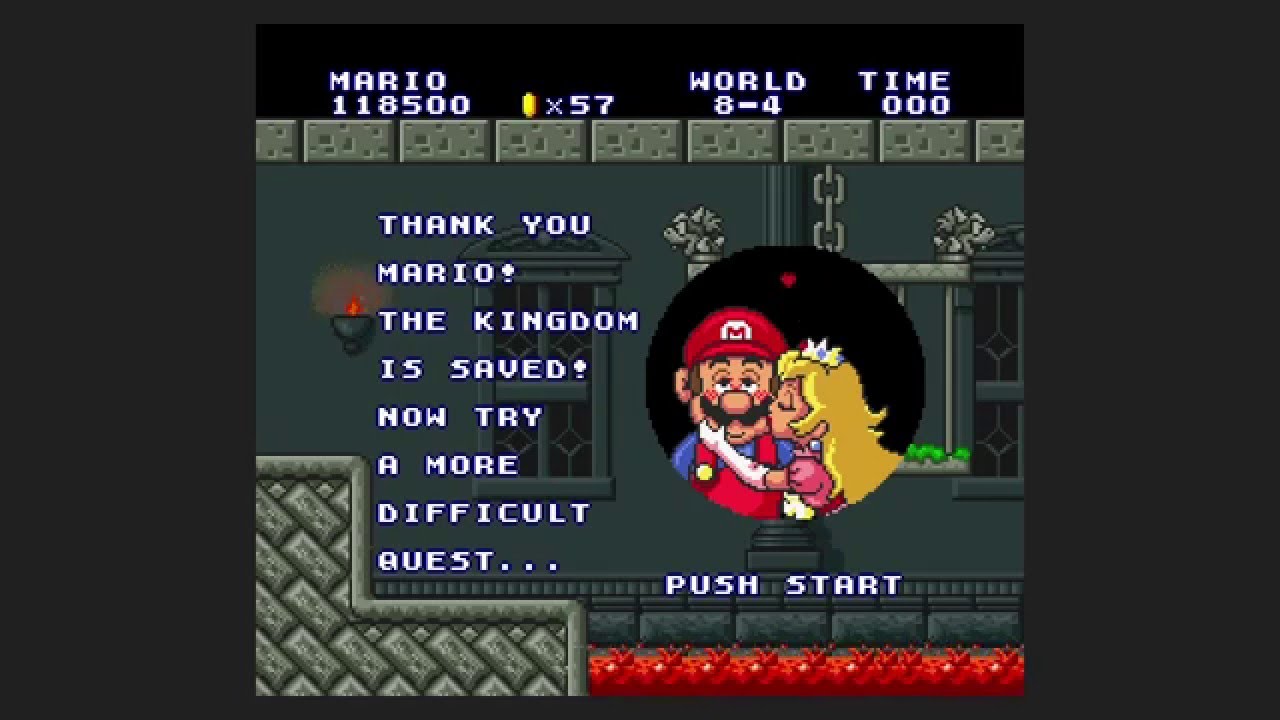 MARIO WORLD TIME
118500 ×57 8-4 000
THANK YOU
MARIO!
THE KINGDOM
IS SAVED!
NOW TRY
A MORE
DIFFICULT
QUEST...
M
PUSH START